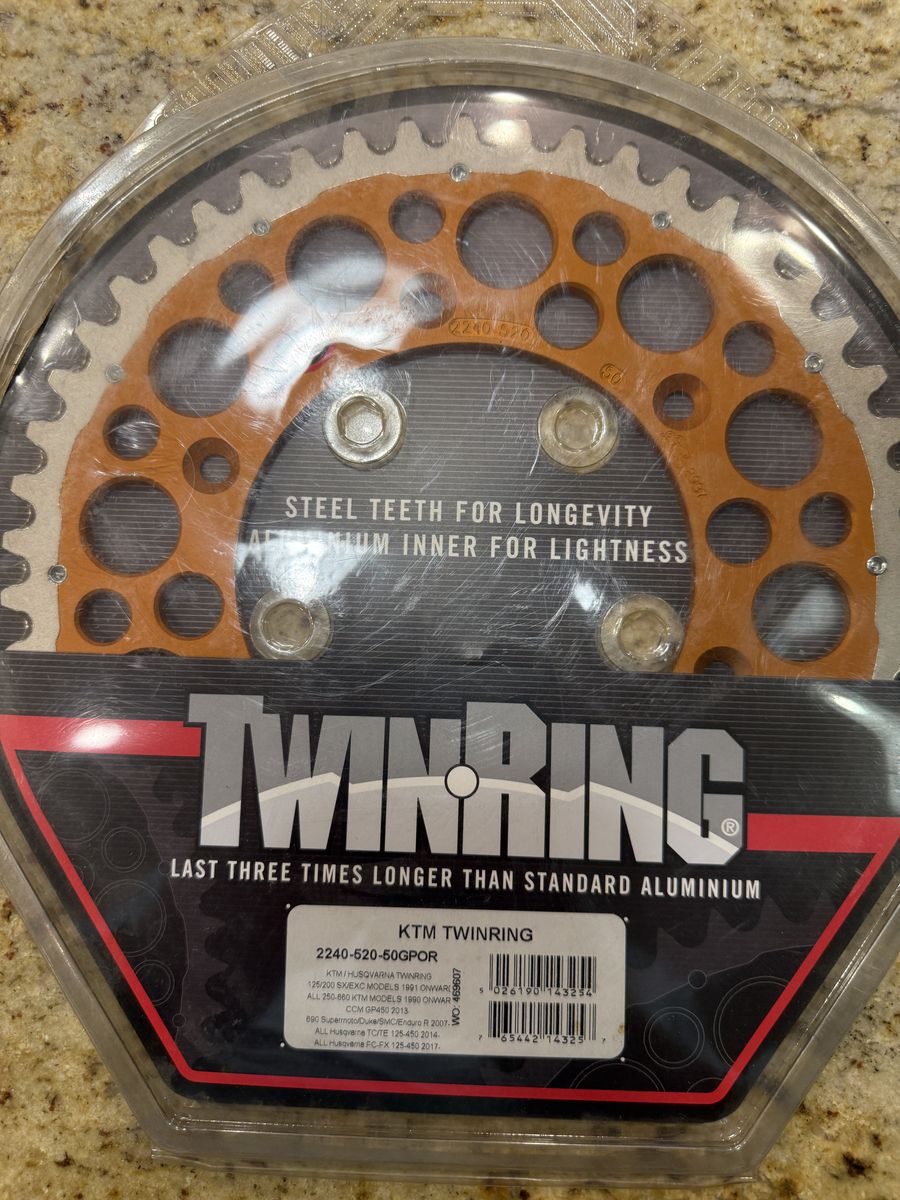 2240-520
50
STEEL TEETH FOR LONGEVITY
ALUMINIUM INNER FOR LIGHTNESS
TWINRING®
LAST THREE TIMES LONGER THAN STANDARD ALUMINIUM
KTM TWINRING
2240-520-50GPOR
KTM / HUSQVARNA TWINRING
125/200 SX/EXC MODELS 1991 ONWARD
ALL 250-660 KTM MODELS 1990 ONWAR
CCM GP450 2013-
690 Supermoto/Duke/SMC/Enduro R 2007-
ALL Husqvarna TC/TE 125-450 2014-
ALL Husqvarna FC-FX 125-450 2017-
WO: 469607
5 026190 143254
7 65442 14325 7